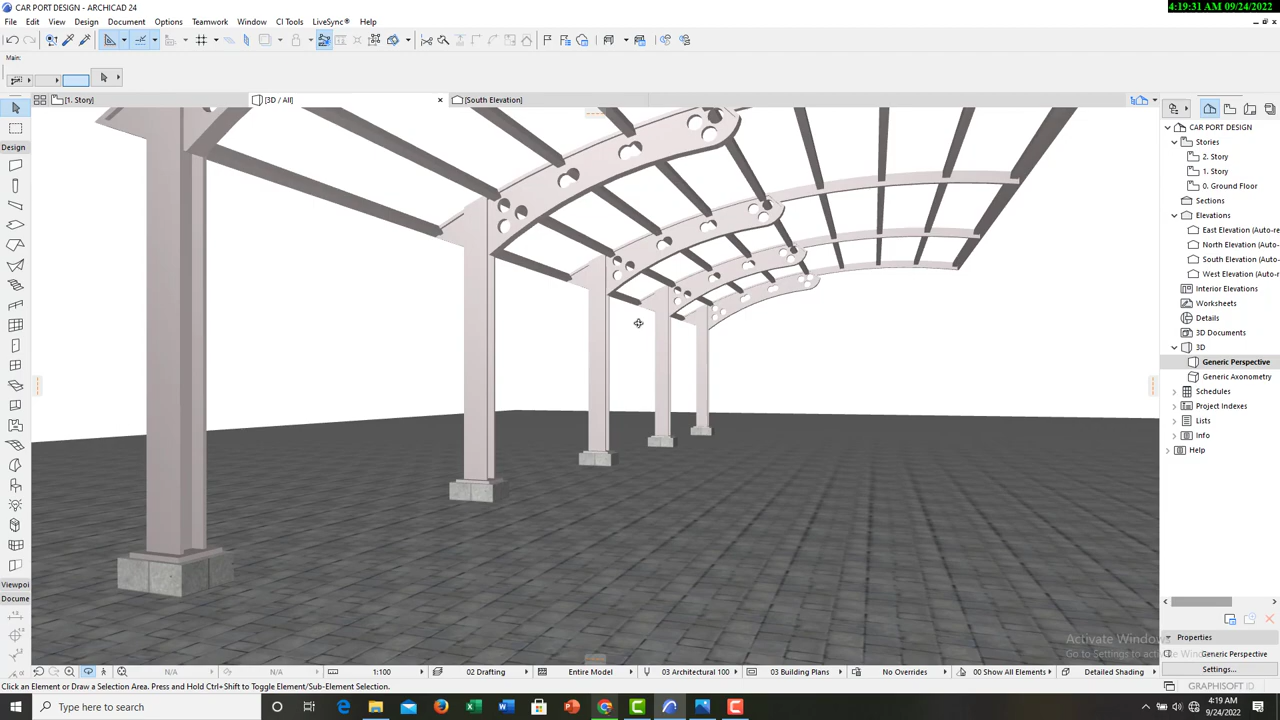 CAR PORT DESIGN - ARCHICAD 24
4:19:31 AM 09/24/2022
File Edit View Design Document Options Teamwork Window CI Tools LiveSync® Help
Main:
[1. Story]
[3D / All]
[South Elevation]
Design
Viewpoi
Docume
CAR PORT DESIGN
Stories
2. Story
1. Story
0. Ground Floor
Sections
Elevations
East Elevation (Auto-re
North Elevation (Auto-r
South Elevation (Auto-r
West Elevation (Auto-re
Interior Elevations
Worksheets
Details
3D Documents
3D
Generic Perspective
Generic Axonometry
Schedules
Project Indexes
Lists
Info
Help
Properties
Generic Perspective
Settings...
Activate Windows
Go to Settings to activate Win
N/A
N/A
1:100
02 Drafting
Entire Model
03 Architectural 100
03 Building Plans
No Overrides
00 Show All Elements
Detailed Shading
Click an Element or Draw a Selection Area. Press and Hold Ctrl+Shift to Toggle Element/Sub-Element Selection.
GRAPHISOFT
Type here to search
4:19 AM
9/24/2022